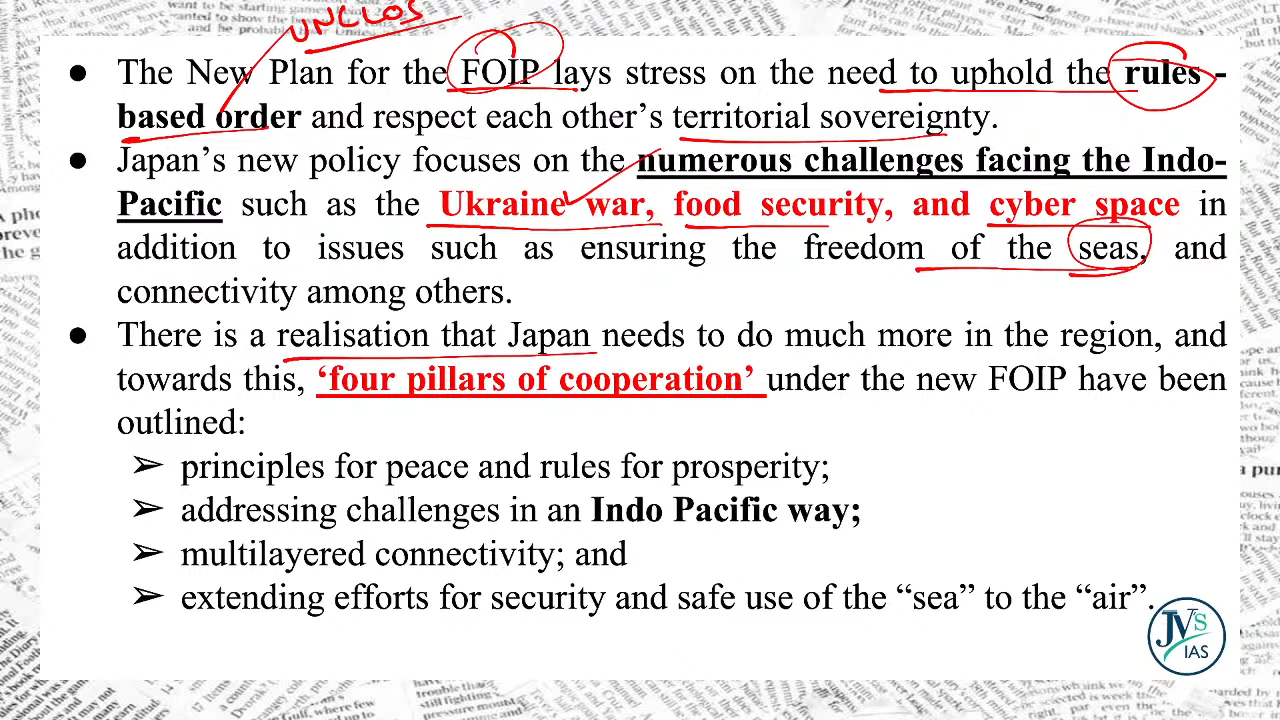 UNCLOS
● The New Plan for the FOIP lays stress on the need to uphold the rules -
based order and respect each other’s territorial sovereignty.
● Japan’s new policy focuses on the numerous challenges facing the Indo-
Pacific such as the Ukraine war, food security, and cyber space in
addition to issues such as ensuring the freedom of the seas, and
connectivity among others.
● There is a realisation that Japan needs to do much more in the region, and
towards this, ‘four pillars of cooperation’ under the new FOIP have been
outlined:
➢ principles for peace and rules for prosperity;
➢ addressing challenges in an Indo Pacific way;
➢ multilayered connectivity; and
➢ extending efforts for security and safe use of the “sea” to the “air”.
JV's
IAS